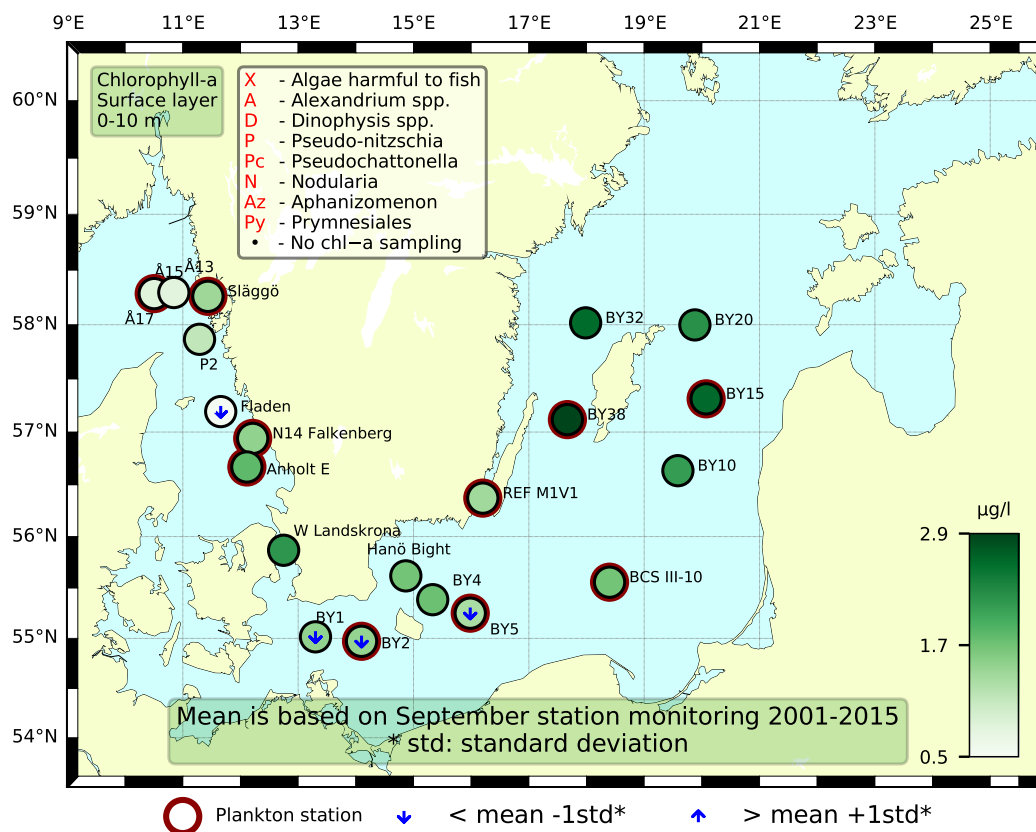 9°E 11°E 13°E 15°E 17°E 19°E 21°E 23°E 25°E
60°N
59°N
58°N
57°N
56°N
55°N
54°N
Chlorophyll-a
Surface layer
0-10 m
X - Algae harmful to fish
A - Alexandrium spp.
D - Dinophysis spp.
P - Pseudo-nitzschia
Pc - Pseudochattonella
N - Nodularia
Az - Aphanizomenon
Py - Prymnesiales
• - No chl−a sampling
Å13
Å15
Släggö
Å17
P2
Fladen
N14 Falkenberg
Anholt E
W Landskrona
Hanö Bight
BY4
BY1
BY5
BY2
BY32
BY20
BY15
BY38
BY10
REF M1V1
BCS III-10
µg/l
2.9
1.7
0.5
Mean is based on September station monitoring 2001-2015
* std: standard deviation
Plankton station < mean -1std* > mean +1std*